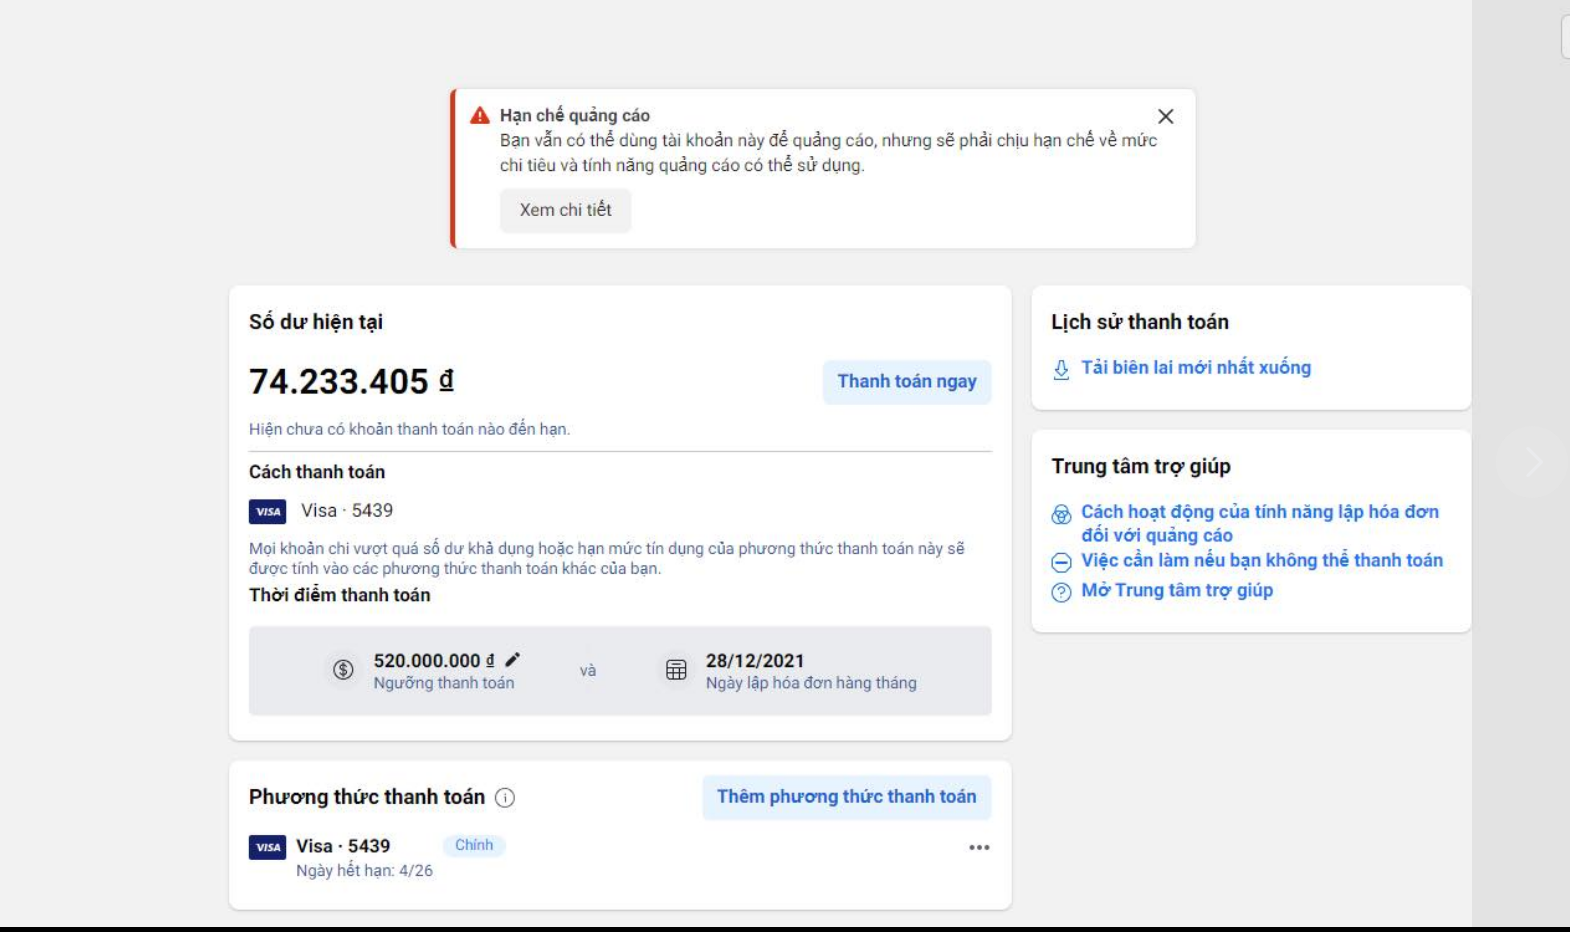 Hạn chế quảng cáo
Bạn vẫn có thể dùng tài khoản này để quảng cáo, nhưng sẽ phải chịu hạn chế về mức
chi tiêu và tính năng quảng cáo có thể sử dụng.
Xem chi tiết
Số dư hiện tại
74.233.405 ₫
Thanh toán ngay
Hiện chưa có khoản thanh toán nào đến hạn.
Cách thanh toán
VISA Visa · 5439
Mọi khoản chi vượt quá số dư khả dụng hoặc hạn mức tín dụng của phương thức thanh toán này sẽ
được tính vào các phương thức thanh toán khác của bạn.
Thời điểm thanh toán
520.000.000 ₫
Ngưỡng thanh toán
và
28/12/2021
Ngày lập hóa đơn hàng tháng
Phương thức thanh toán
Thêm phương thức thanh toán
VISA Visa · 5439 Chính
Ngày hết hạn: 4/26
Lịch sử thanh toán
Tải biên lai mới nhất xuống
Trung tâm trợ giúp
Cách hoạt động của tính năng lập hóa đơn
đối với quảng cáo
Việc cần làm nếu bạn không thể thanh toán
Mở Trung tâm trợ giúp